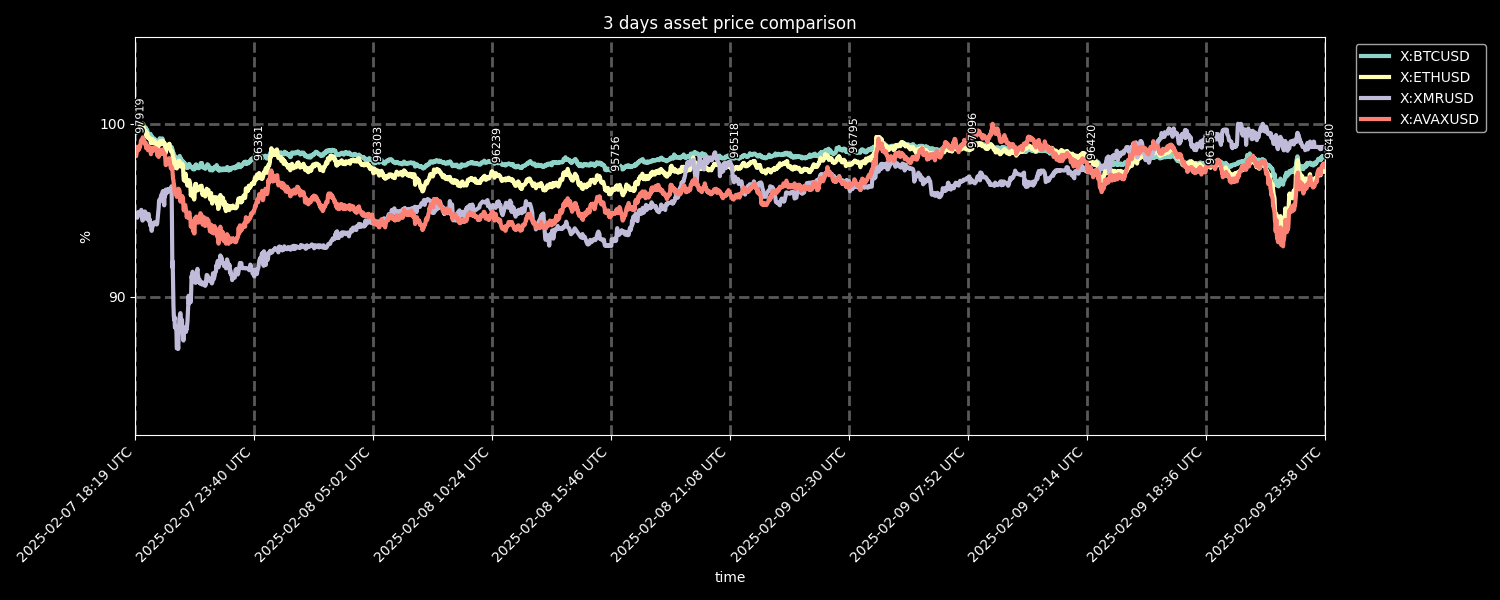 3 days asset price comparison
X:BTCUSD
X:ETHUSD
X:XMRUSD
X:AVAXUSD
100
90
%
97919
96361
96303
96239
95756
96518
96795
97096
96420
96155
96480
2025-02-07 18:19 UTC
2025-02-07 23:40 UTC
2025-02-08 05:02 UTC
2025-02-08 10:24 UTC
2025-02-08 15:46 UTC
2025-02-08 21:08 UTC
2025-02-09 02:30 UTC
2025-02-09 07:52 UTC
2025-02-09 13:14 UTC
2025-02-09 18:36 UTC
2025-02-09 23:58 UTC
time